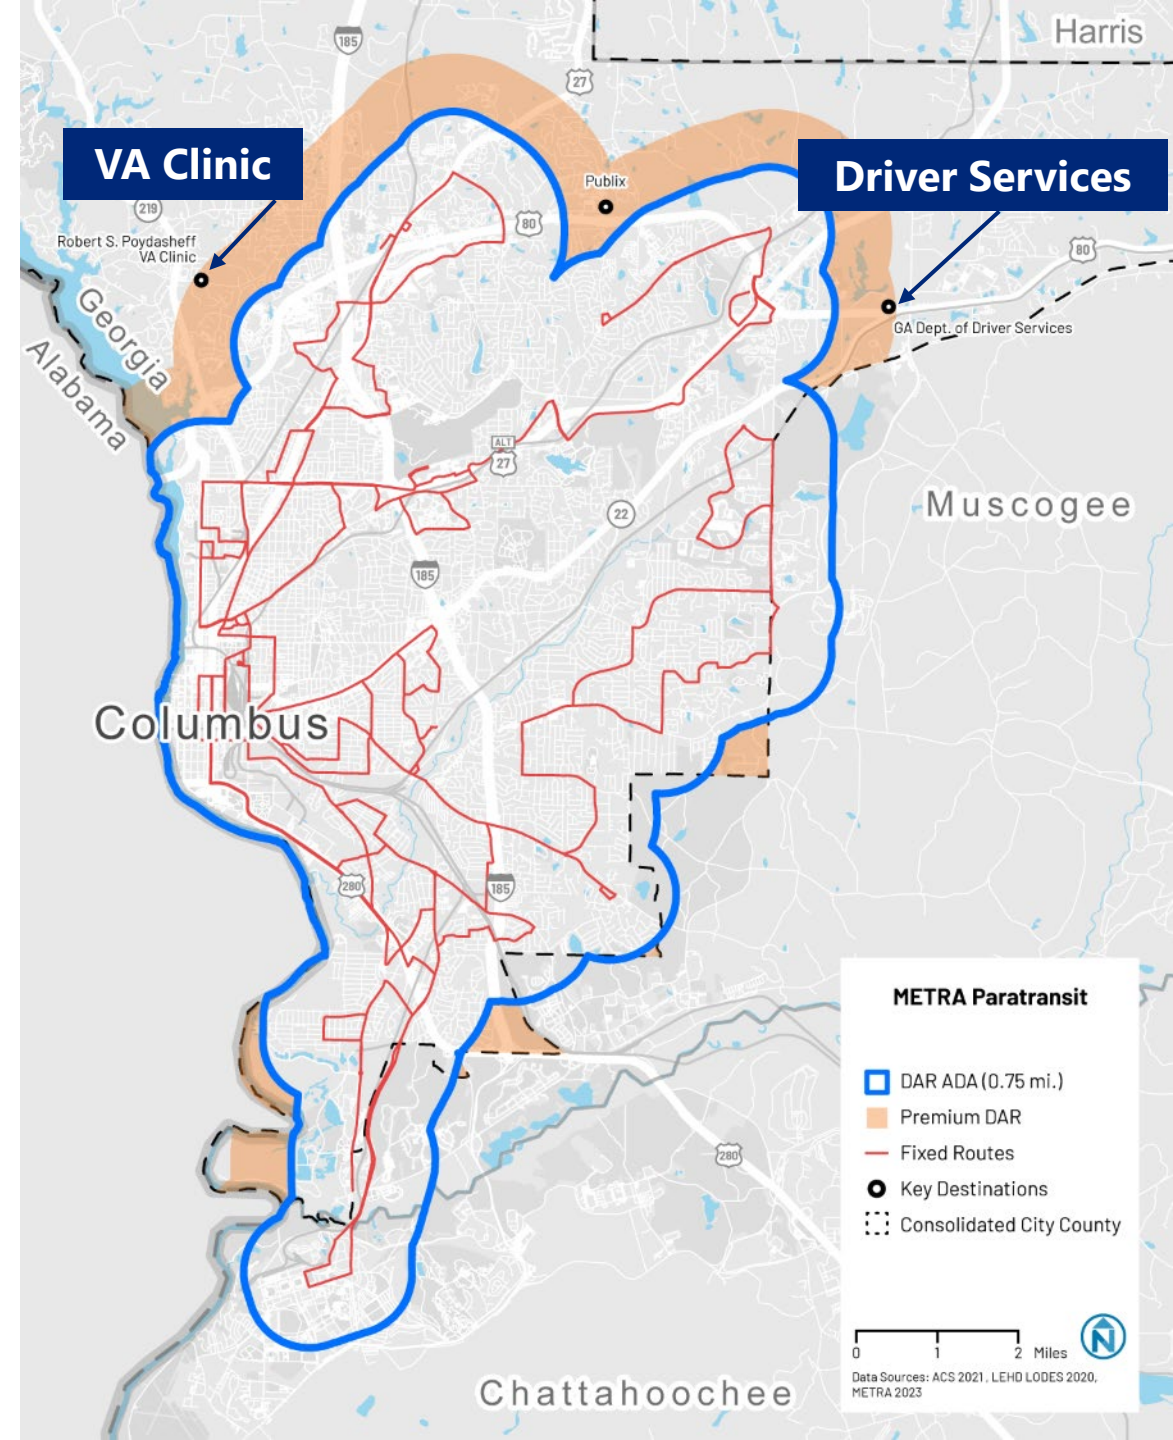 Harris
185
27
VA Clinic
Driver Services
Publix
219
80
Robert S. Poydasheff
VA Clinic
80
Georgia
GA Dept. of Driver Services
Alabama
ALT
27
Muscogee
22
185
Columbus
280
185
METRA Paratransit
DAR ADA (0.75 mi.)
Premium DAR
280
Fixed Routes
Key Destinations
Consolidated City County
N
0 1 2 Miles
Data Sources: ACS 2021, LEHD LODES 2020,
METRA 2023
Chattahoochee